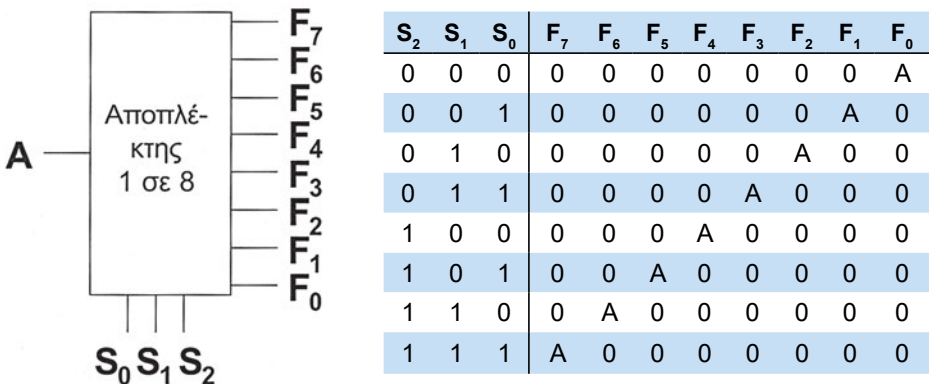 F₇
F₆
F₅
F₄
F₃
F₂
F₁
F₀
A
Αποπλέ-
κτης
1 σε 8
S₀ S₁ S₂
S₂ S₁ S₀ F₇ F₆ F₅ F₄ F₃ F₂ F₁ F₀
0 0 0 0 0 0 0 0 0 0 A
0 0 1 0 0 0 0 0 0 A 0
0 1 0 0 0 0 0 0 A 0 0
0 1 1 0 0 0 0 A 0 0 0
1 0 0 0 0 0 A 0 0 0 0
1 0 1 0 0 A 0 0 0 0 0
1 1 0 0 A 0 0 0 0 0 0
1 1 1 A 0 0 0 0 0 0 0